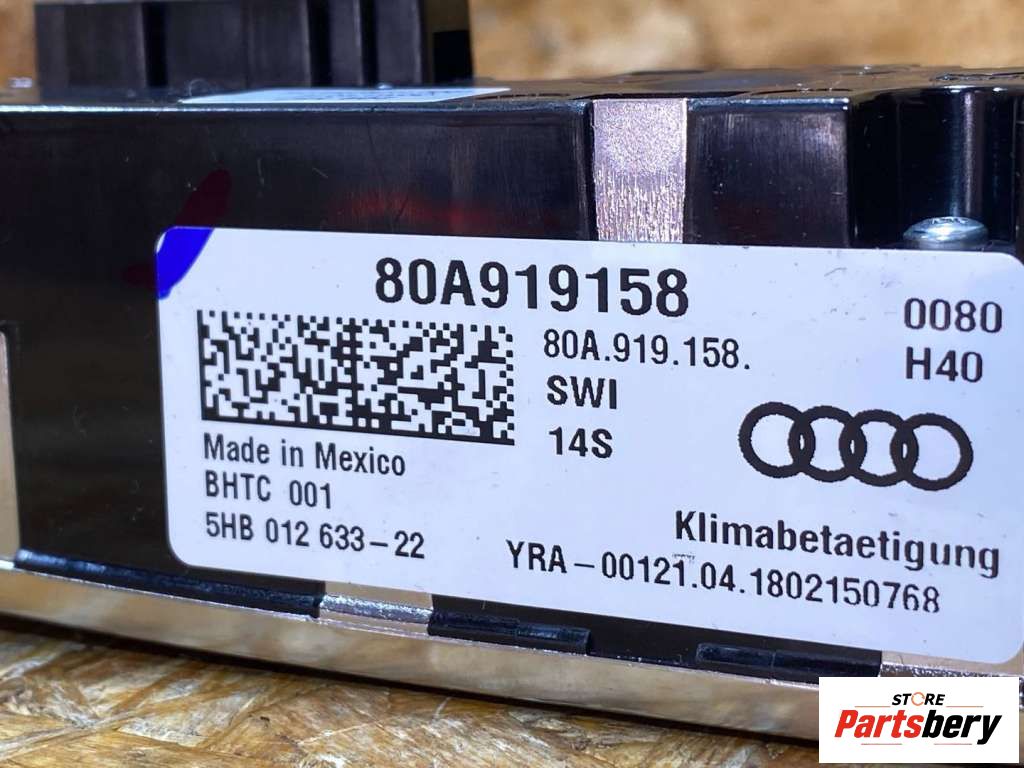 80A919158
80A.919.158.
0080
SWI
H40
14S
Made in Mexico
BHTC 001
5HB 012 633-22
Klimabetaetigung
YRA-00121.04.1802150768
STORE
Partsbery